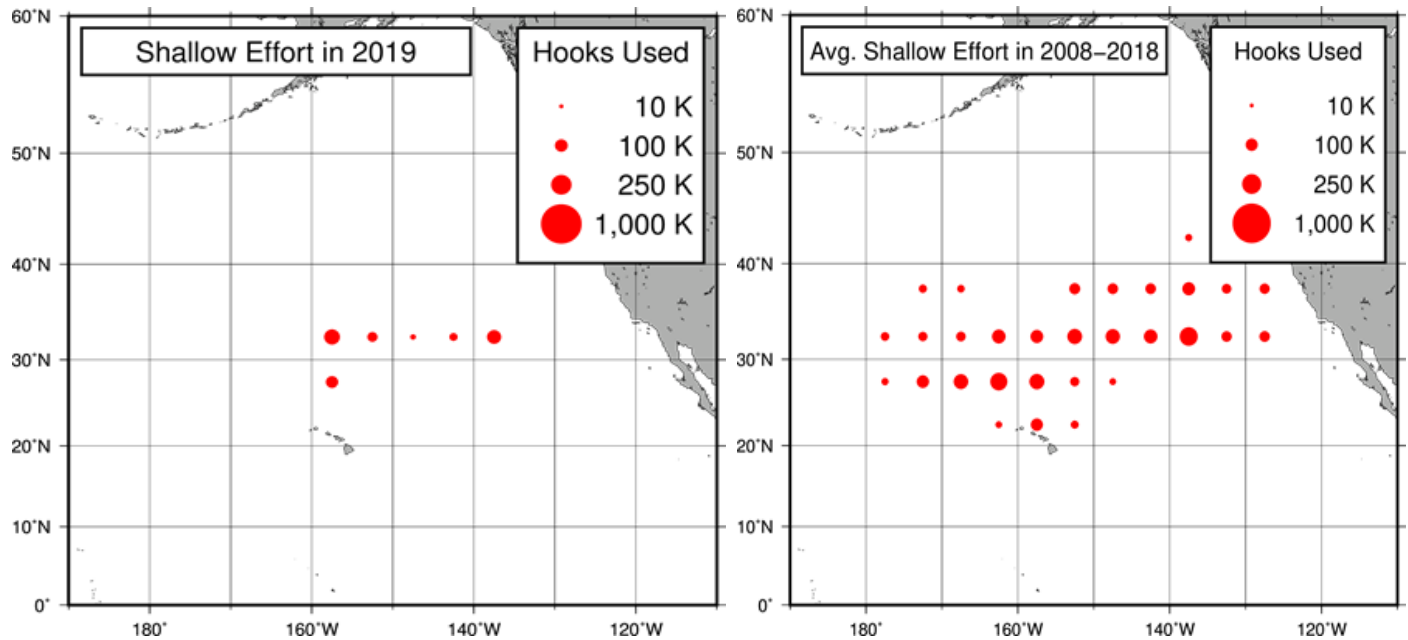 Shallow Effort in 2019
Hooks Used
10 K
100 K
250 K
1,000 K
60˚N
50˚N
40˚N
30˚N
20˚N
10˚N
0˚
180˚
160˚W
140˚W
120˚W
Avg. Shallow Effort in 2008−2018
Hooks Used
10 K
100 K
250 K
1,000 K
60˚N
50˚N
40˚N
30˚N
20˚N
10˚N
0˚
180˚
160˚W
140˚W
120˚W